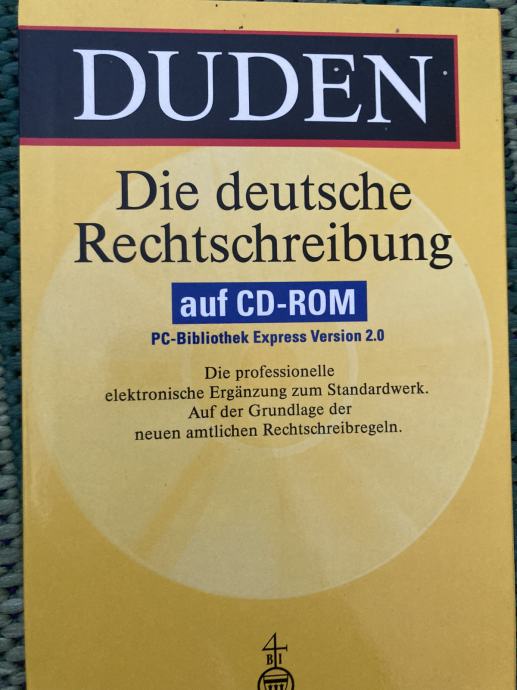 DUDEN
Die deutsche
Rechtschreibung
auf CD-ROM
PC-Bibliothek Express Version 2.0
Die professionelle
elektronische Ergänzung zum Standardwerk.
Auf der Grundlage der
neuen amtlichen Rechtschreibregeln.
B I